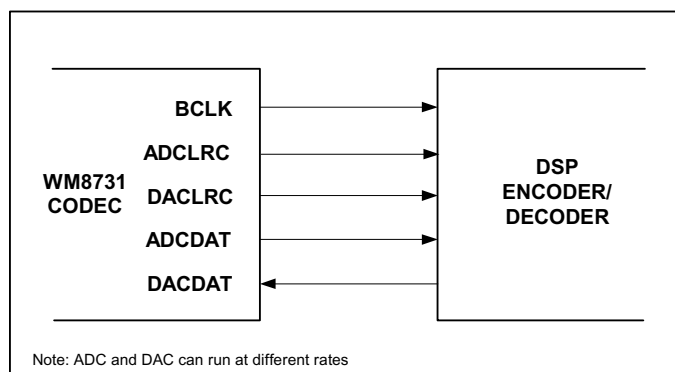 BCLK
ADCLRC
WM8731
CODEC
DACLRC
ADCDAT
DACDAT
DSP
ENCODER/
DECODER
Note: ADC and DAC can run at different rates